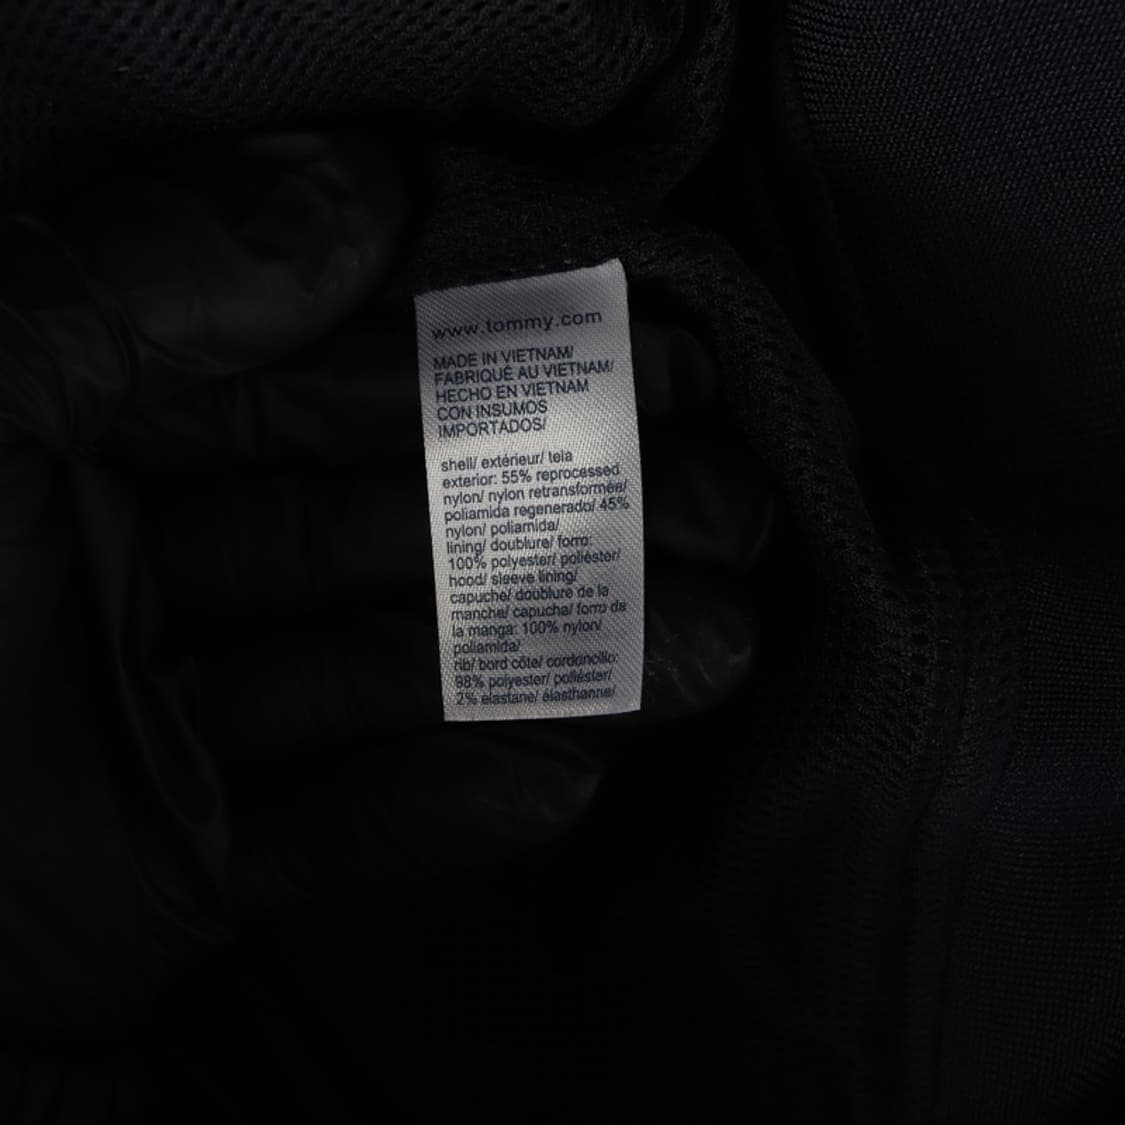 www.tommy.com
MADE IN VIETNAM/
FABRIQUÉ AU VIETNAM/
HECHO EN VIETNAM
CON INSUMOS
IMPORTADOS/
shell/ extérieur/ tela
exterior: 55% reprocessed
nylon/ nylon retransformée/
poliamida regenerado/ 45%
nylon/ poliamida/
lining/ doublure/ forro:
100% polyester/ poliéster/
hood/ sleeve lining/
capuche/ doublure de la
manche/ capucha/ forro de
la manga: 100% nylon/
poliamida/
rib/ bord côte/ cordoncillo:
98% polyester/ poliéster/
2% elastane/ élasthanne/